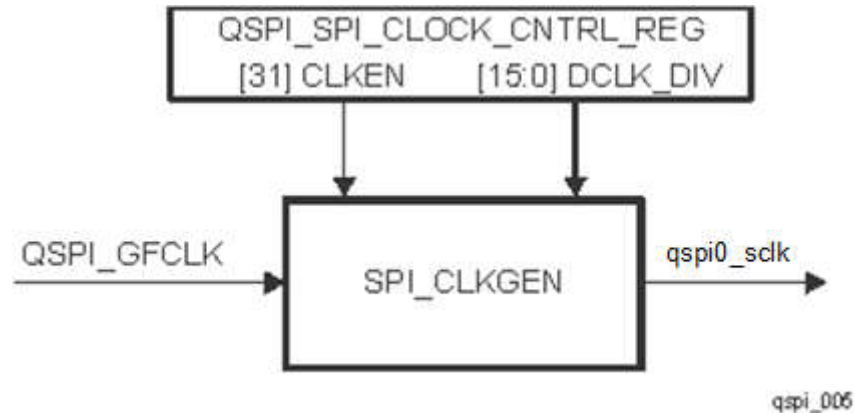 QSPI_SPI_CLOCK_CNTRL_REG
[31] CLKEN [15:0] DCLK_DIV
QSPI_GFCLK
SPI_CLKGEN
qspi0_sclk
qspi_005